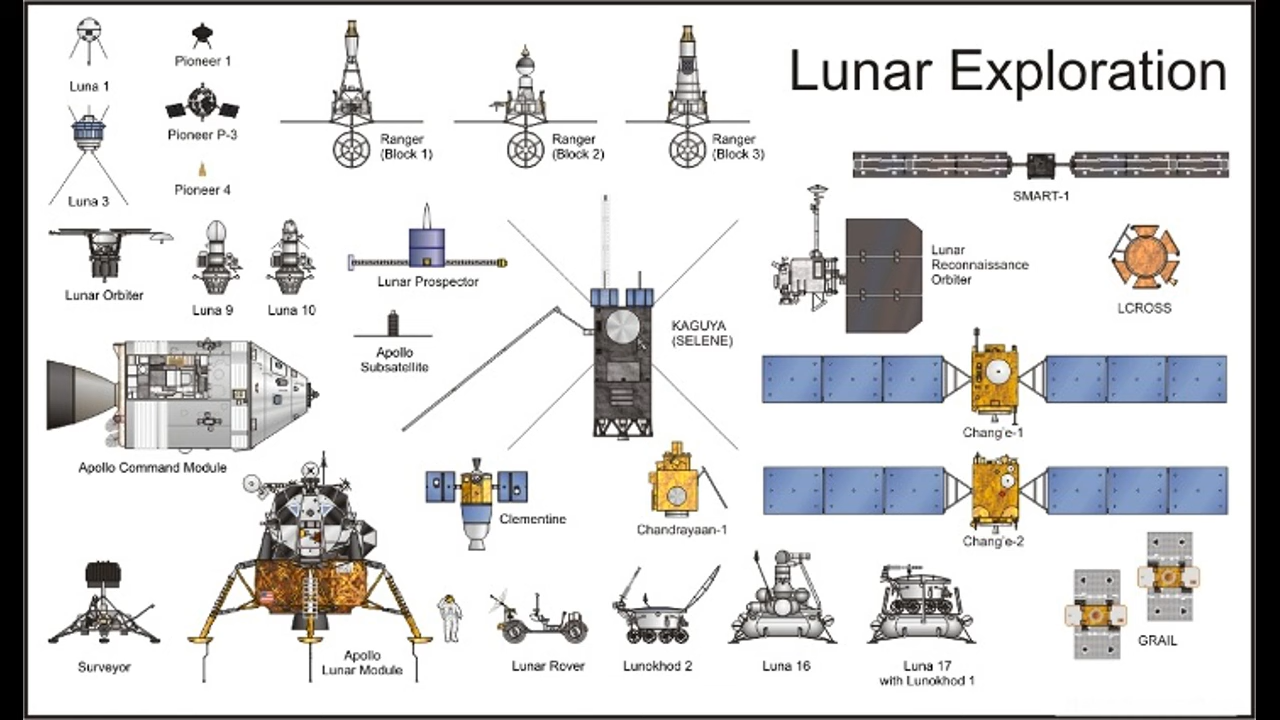 Lunar Exploration
Luna 1
Pioneer 1
Pioneer P-3
Pioneer 4
Luna 3
Ranger
(Block 1)
Ranger
(Block 2)
Ranger
(Block 3)
SMART-1
Lunar Orbiter
Luna 9
Luna 10
Lunar Prospector
Apollo
Subsatellite
KAGUYA
(SELENE)
Lunar
Reconnaissance
Orbiter
LCROSS
Apollo Command Module
Chang'e-1
Clementine
Chandrayaan-1
Chang'e-2
Surveyor
Apollo
Lunar Module
Lunar Rover
Lunokhod 2
Luna 16
Luna 17
with Lunokhod 1
GRAIL